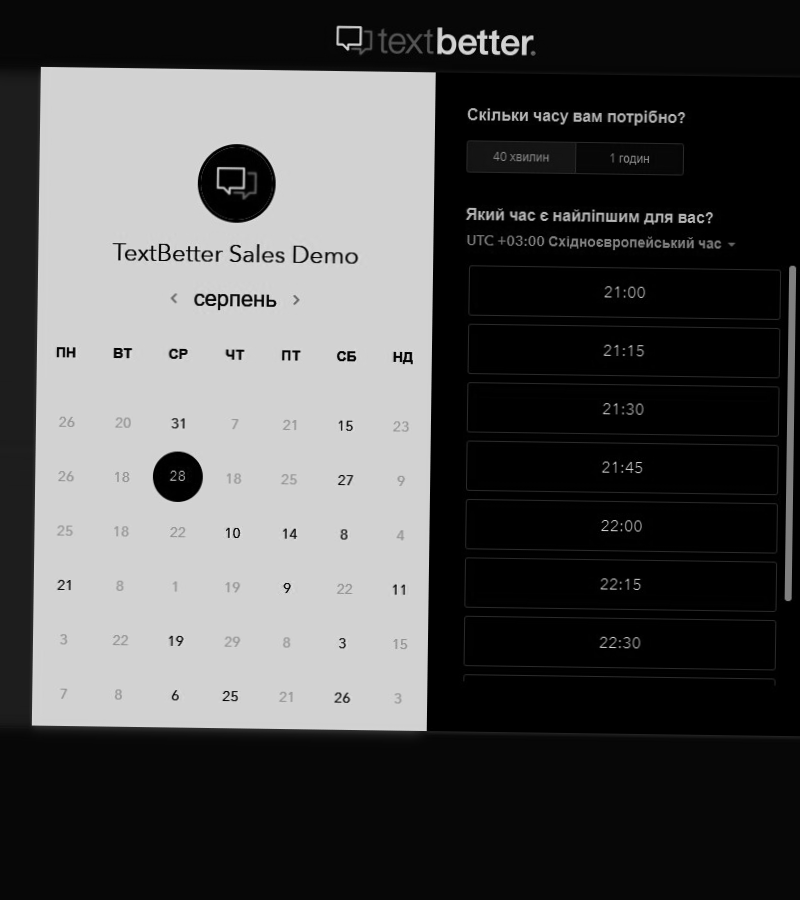 textbetter.
TextBetter Sales Demo
серпень
ПН ВТ СР ЧТ ПТ СБ НД
26 20 31 7 21 15 23
26 18 28 18 25 27 9
25 18 22 10 14 8 4
21 8 1 19 9 22 11
3 22 19 29 8 3 15
7 8 6 25 21 26 3
Скільки часу вам потрібно?
40 хвилин 1 годин
Який час є найліпшим для вас?
UTC +03:00 Східноєвропейський час
21:00
21:15
21:30
21:45
22:00
22:15
22:30